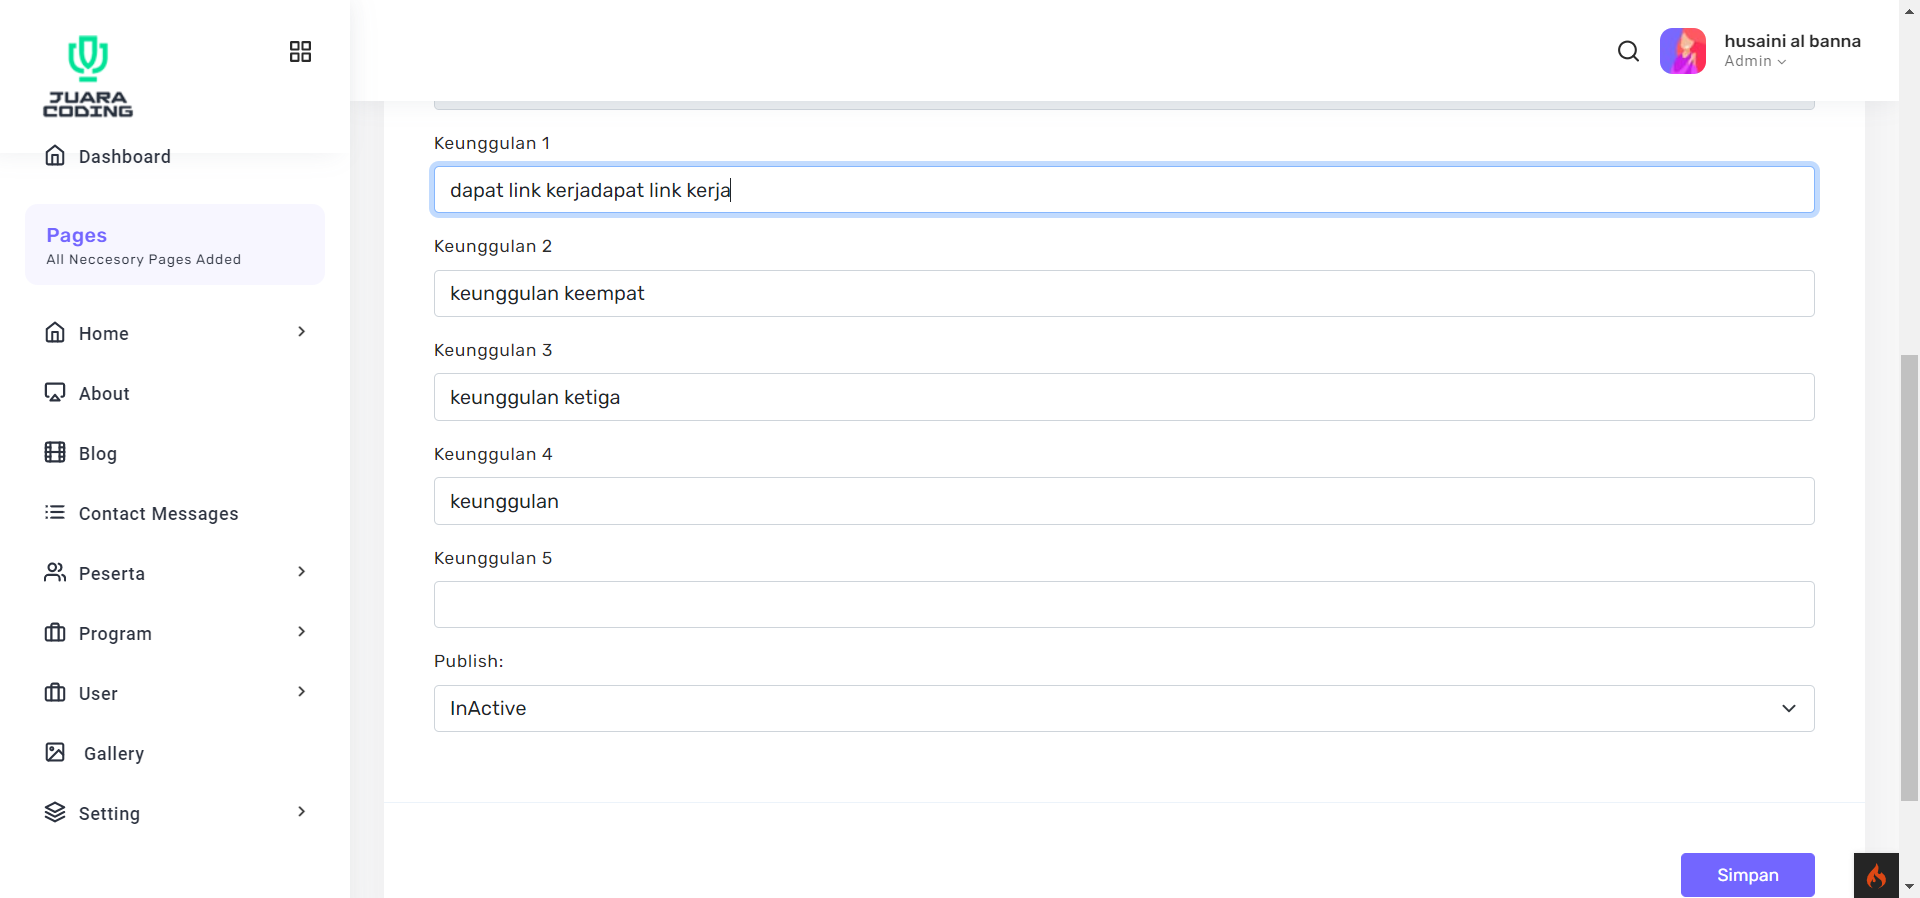 JUARA
CODING
husaini al banna
Admin
Dashboard
Pages
All Neccesory Pages Added
Home
About
Blog
Contact Messages
Peserta
Program
User
Gallery
Setting
Keunggulan 1
dapat link kerjadapat link kerja
Keunggulan 2
keunggulan keempat
Keunggulan 3
keunggulan ketiga
Keunggulan 4
keunggulan
Keunggulan 5
Publish:
InActive
Simpan